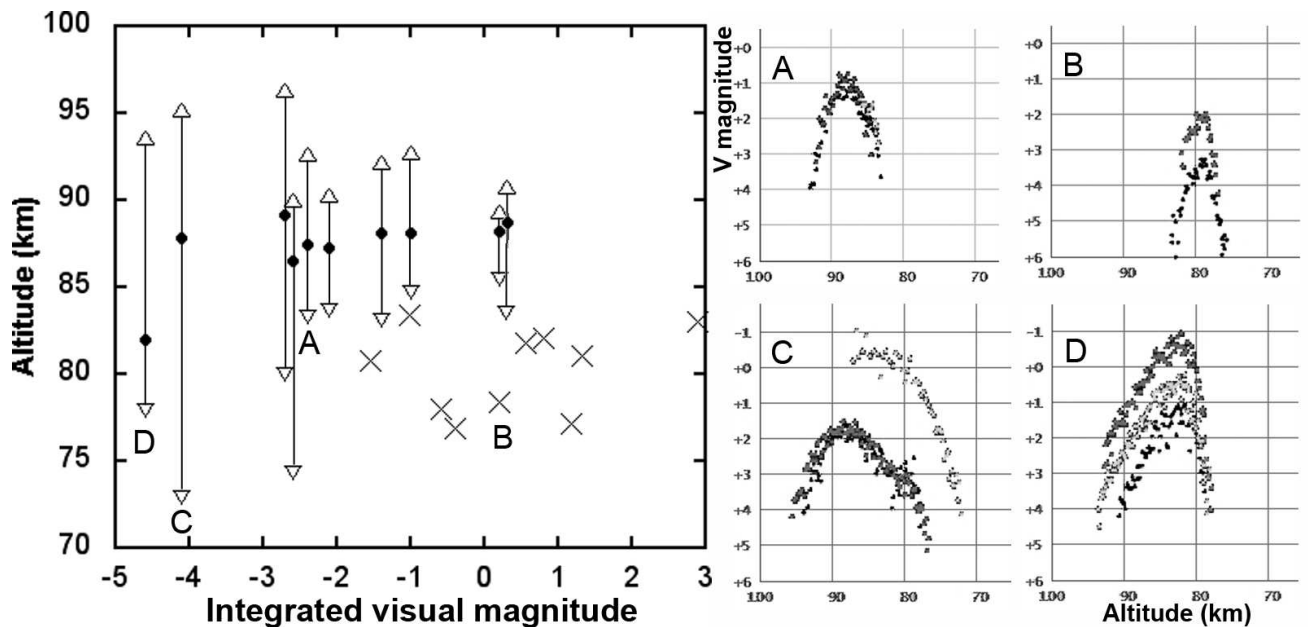 100
95
90
85
80
75
70
Altitude (km)
-5 -4 -3 -2 -1 0 1 2 3
Integrated visual magnitude
A
B
C
D
V magnitude
A
+0
+1
+2
+3
+4
+5
+6
100 90 80 70
B
+0
+1
+2
+3
+4
+5
+6
100 90 80 70
C
-1
+0
+1
+2
+3
+4
+5
+6
100 90 80 70
D
-1
+0
+1
+2
+3
+4
+5
+6
100 90 80 70
Altitude (km)